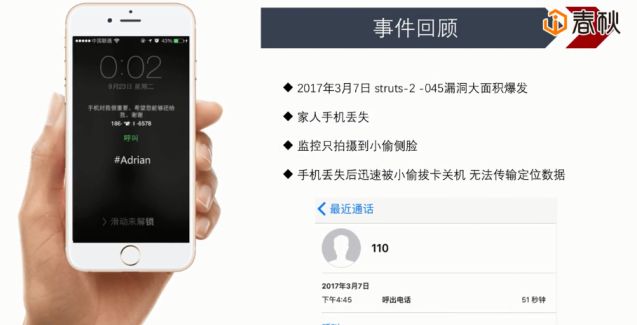 中国联通
43%
0:02
9月23日 星期二
手机对我很重要，希望您能够还给
我，谢谢
186-
1-6578
呼叫
#Adrian
滑动来解锁
事件回顾
春秋
2017年3月7日 struts-2 -045漏洞大面积爆发
家人手机丢失
监控只拍摄到小偷侧脸
手机丢失后迅速被小偷拔卡关机 无法传输定位数据
最近通话
110
2017年3月7日
下午4:45 呼出电话 51 秒钟